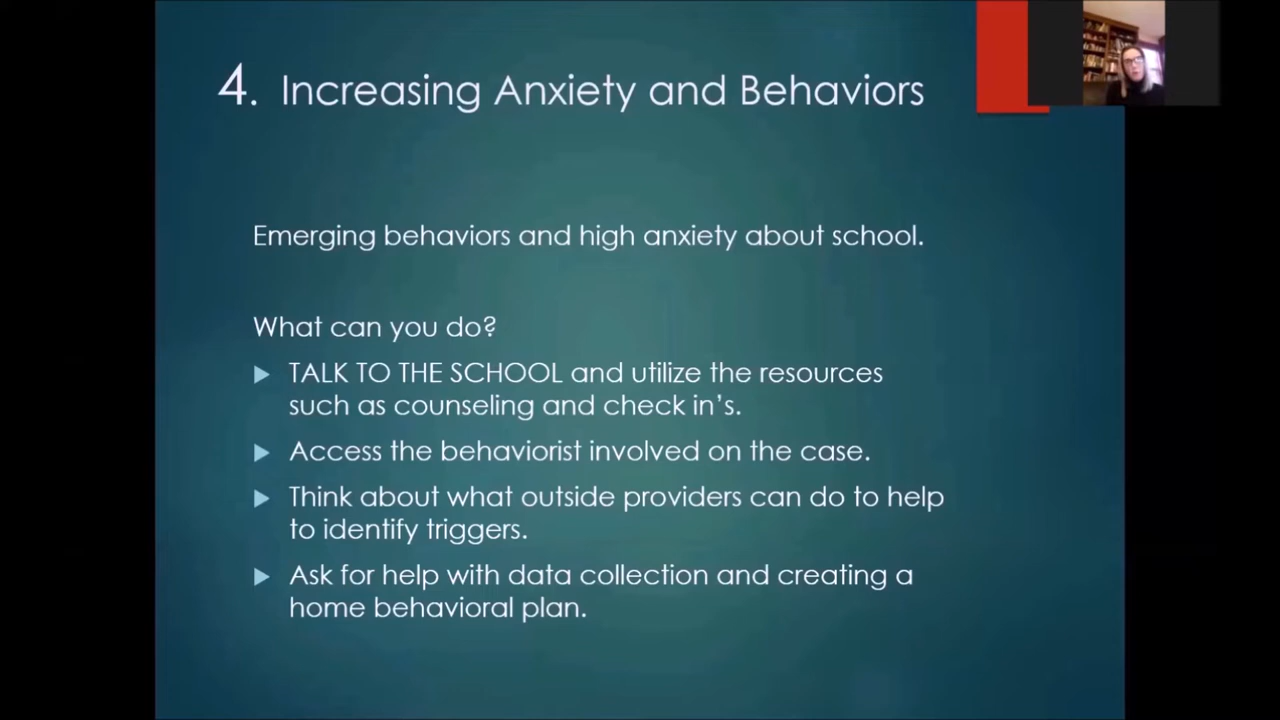 4. Increasing Anxiety and Behaviors
Emerging behaviors and high anxiety about school.
What can you do?
TALK TO THE SCHOOL and utilize the resources
such as counseling and check in’s.
Access the behaviorist involved on the case.
Think about what outside providers can do to help
to identify triggers.
Ask for help with data collection and creating a
home behavioral plan.